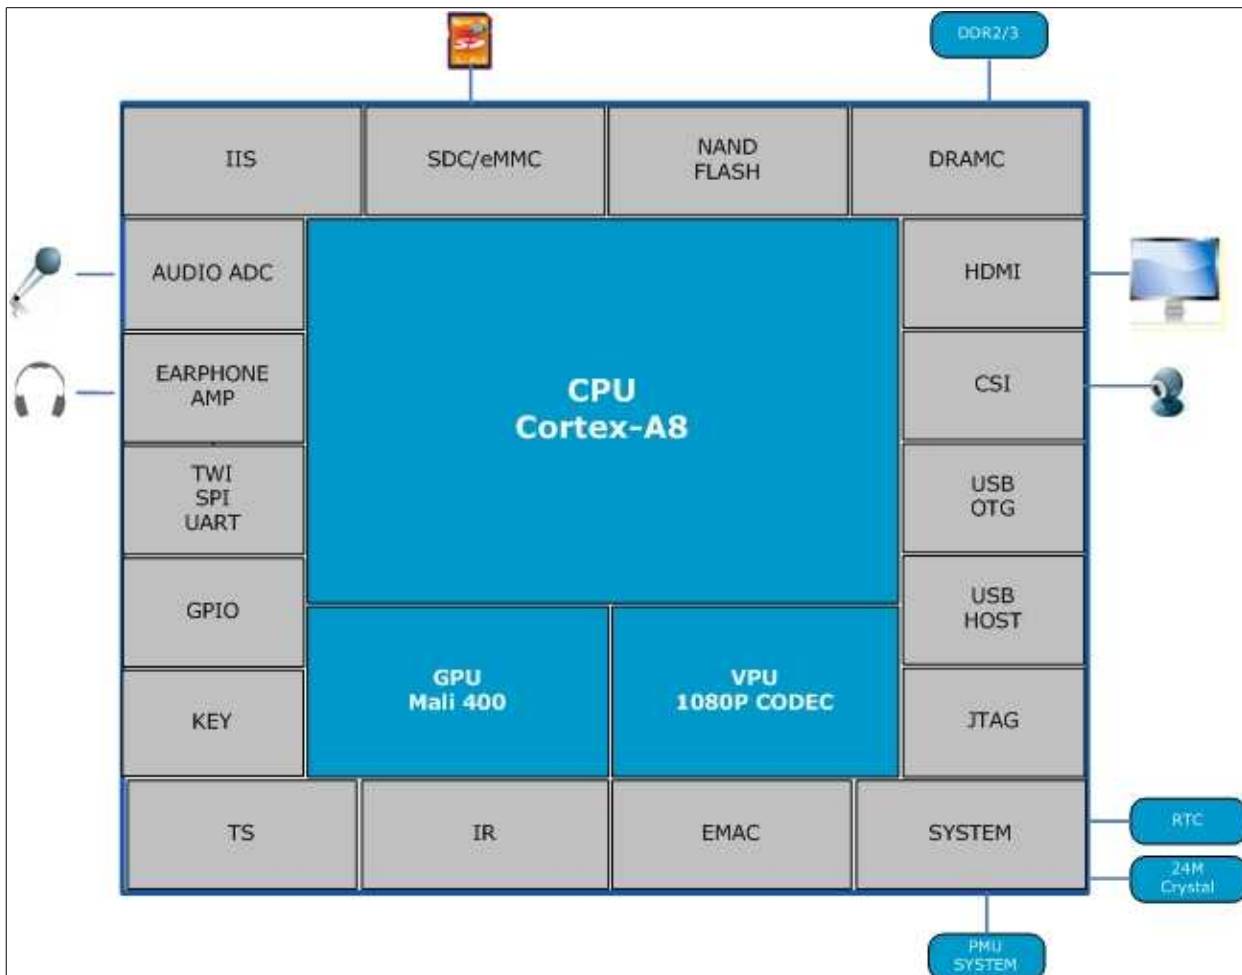 DDR2/3
IIS
SDC/eMMC
NAND
FLASH
DRAMC
AUDIO ADC
HDMI
EARPHONE
AMP
CPU
Cortex-A8
CSI
TWI
SPI
UART
USB
OTG
GPIO
USB
HOST
GPU
Mali 400
VPU
1080P CODEC
KEY
JTAG
TS
IR
EMAC
SYSTEM
RTC
24M
Crystal
PMU
SYSTEM